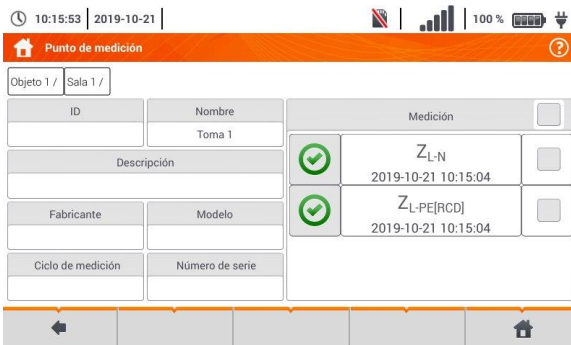 10:15:53 2019-10-21 100 %
Punto de medición ?
Objeto 1 / Sala 1 /
ID Nombre Medición
Toma 1
Descripción
Z L-N
2019-10-21 10:15:04
Z L-PE[RCD]
2019-10-21 10:15:04
Fabricante Modelo
Ciclo de medición Número de serie